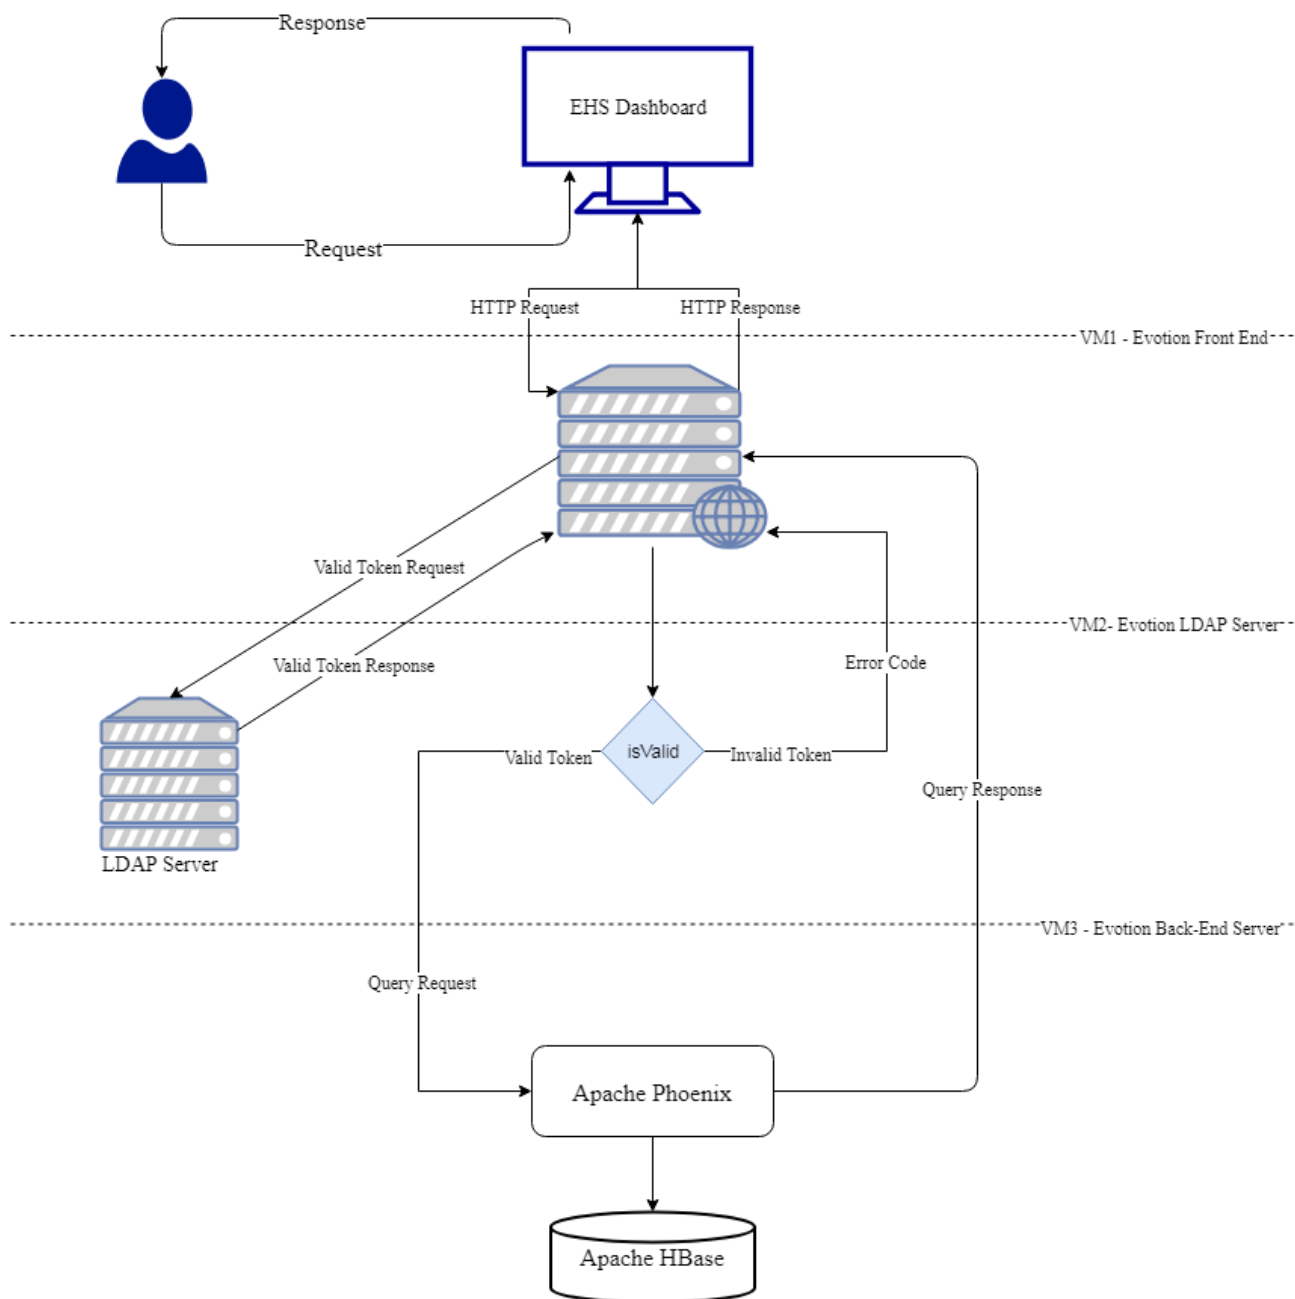 Response
EHS Dashboard
Request
HTTP Request
HTTP Response
VM1 - Evotion Front End
Valid Token Request
VM2- Evotion LDAP Server
Valid Token Response
Error Code
isValid
Valid Token
Invalid Token
Query Response
LDAP Server
VM3 - Evotion Back-End Server
Query Request
Apache Phoenix
Apache HBase